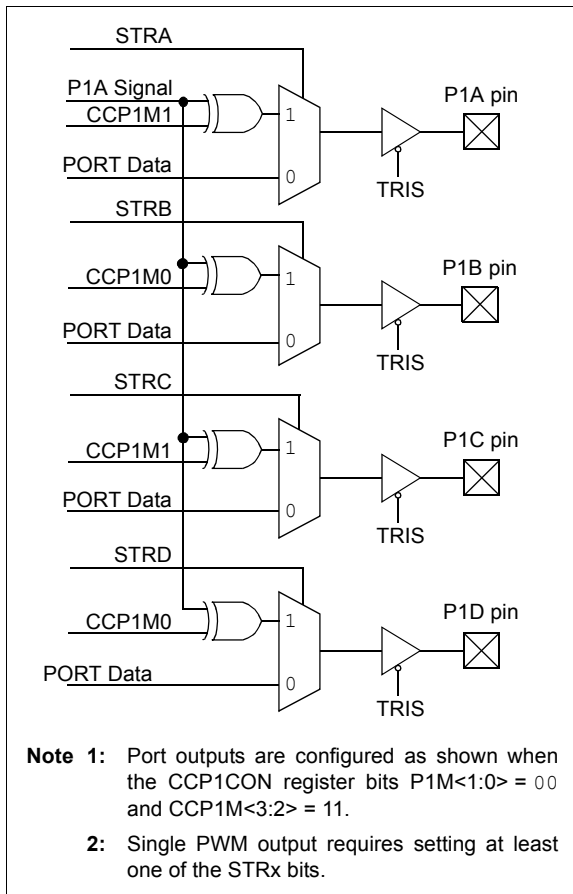 STRA
P1A Signal
CCP1M1
1
P1A pin
PORT Data
0
TRIS
STRB
CCP1M0
1
P1B pin
PORT Data
0
TRIS
STRC
CCP1M1
1
P1C pin
PORT Data
0
TRIS
STRD
CCP1M0
1
P1D pin
PORT Data
0
TRIS
Note 1: Port outputs are configured as shown when
the CCP1CON register bits P1M<1:0> = 00
and CCP1M<3:2> = 11.
2: Single PWM output requires setting at least
one of the STRx bits.